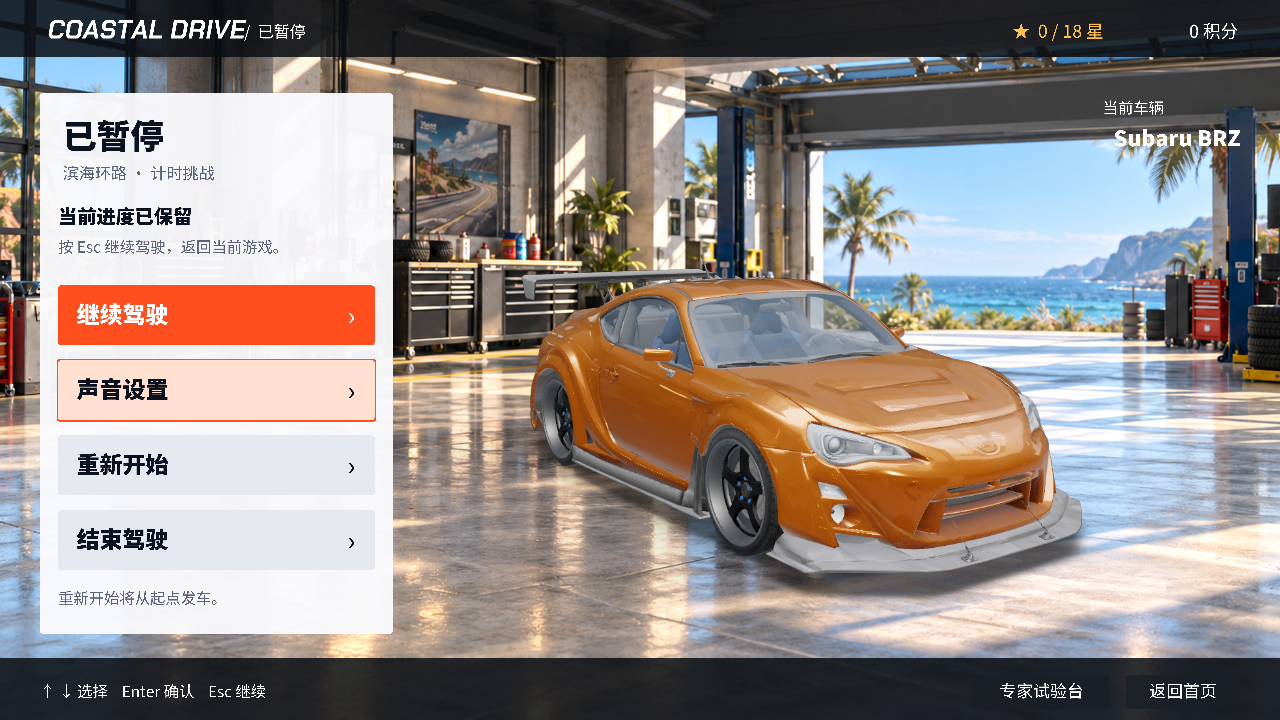 COASTAL DRIVE / 已暂停
★ 0 / 18 星
0 积分
当前车辆
Subaru BRZ
已暂停
滨海环路 · 计时挑战
当前进度已保留
按 Esc 继续驾驶，返回当前游戏。
继续驾驶 ›
声音设置 ›
重新开始 ›
结束驾驶 ›
重新开始将从起点发车。
↑ ↓ 选择 Enter 确认 Esc 继续
专家试验台
返回首页